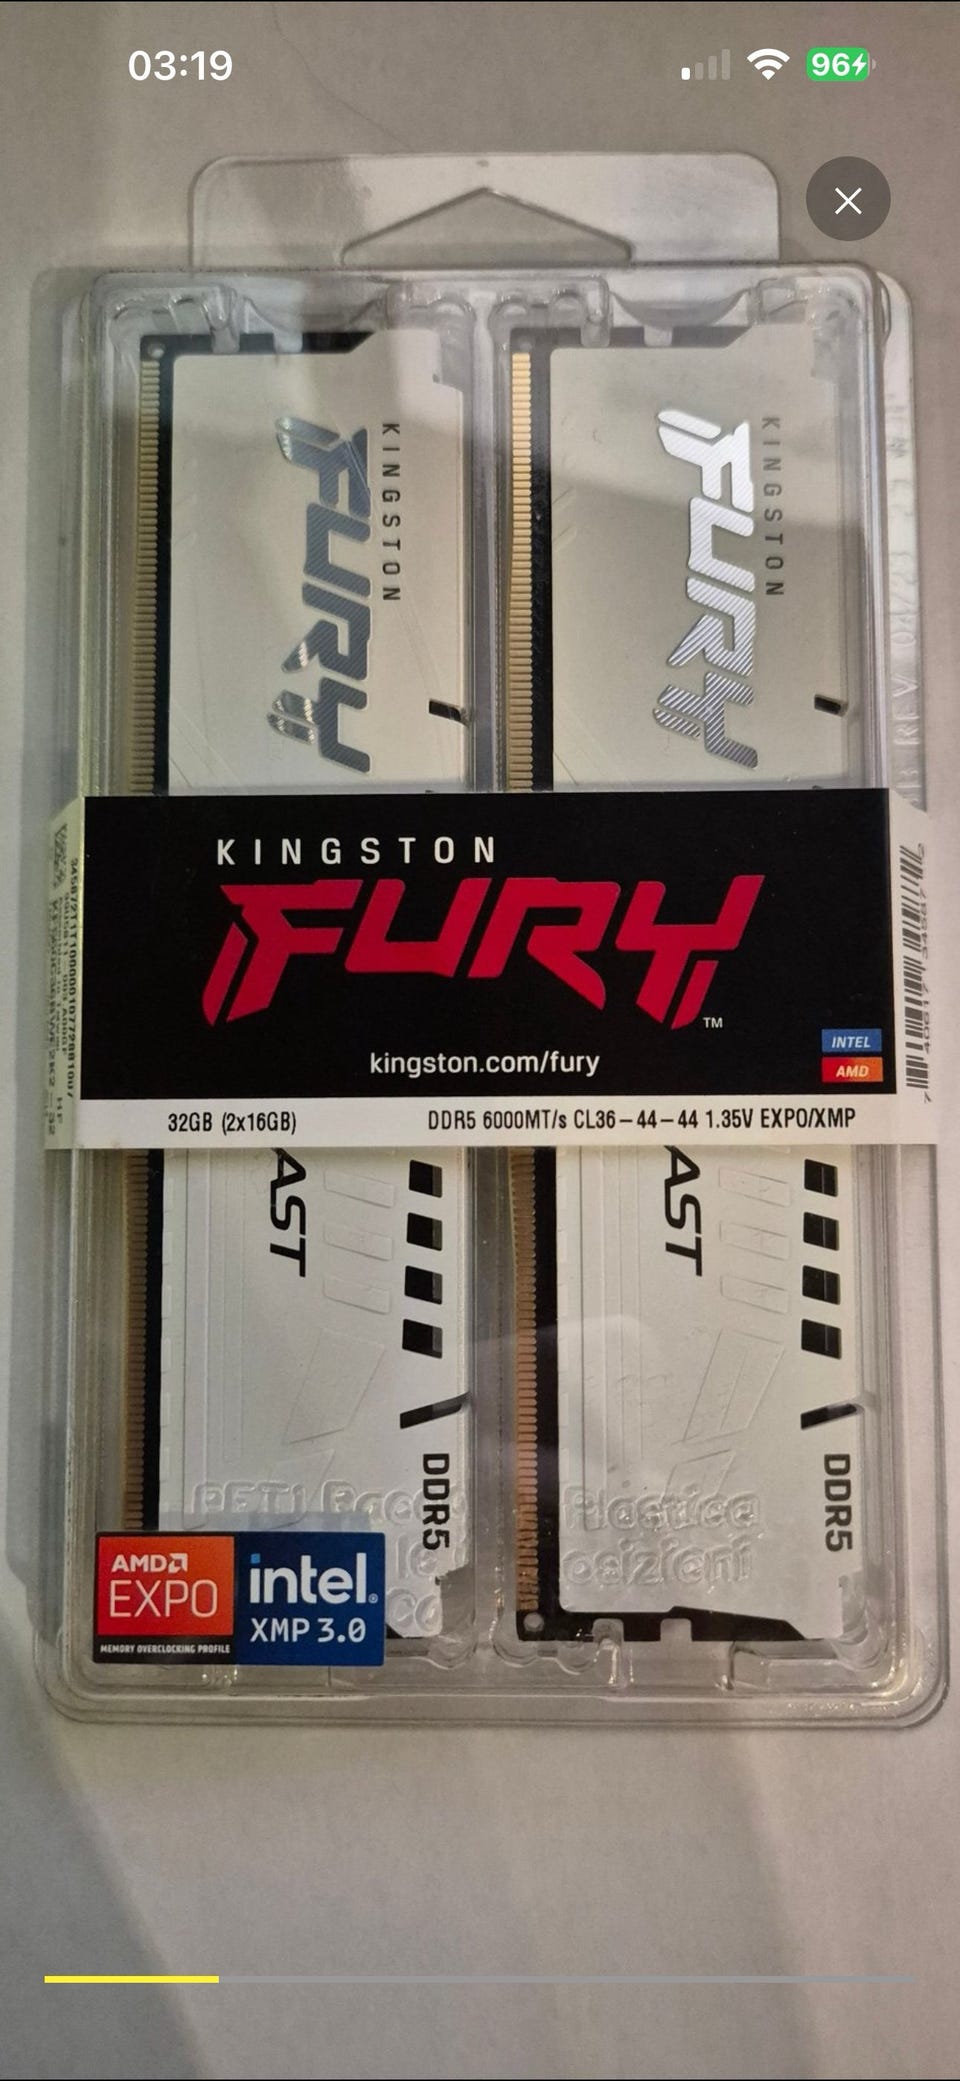 03:19
96
KINGSTON
FURY
KINGSTON
FURY
KINGSTON
FURY
TM
kingston.com/fury
INTEL
AMD
32GB (2x16GB)
DDR5 6000MT/s CL36-44-44 1.35V EXPO/XMP
AST
AST
DDR5
DDR5
Plastica
AMD
EXPO
MEMORY OVERCLOCKING PROFILE
intel.
XMP 3.0